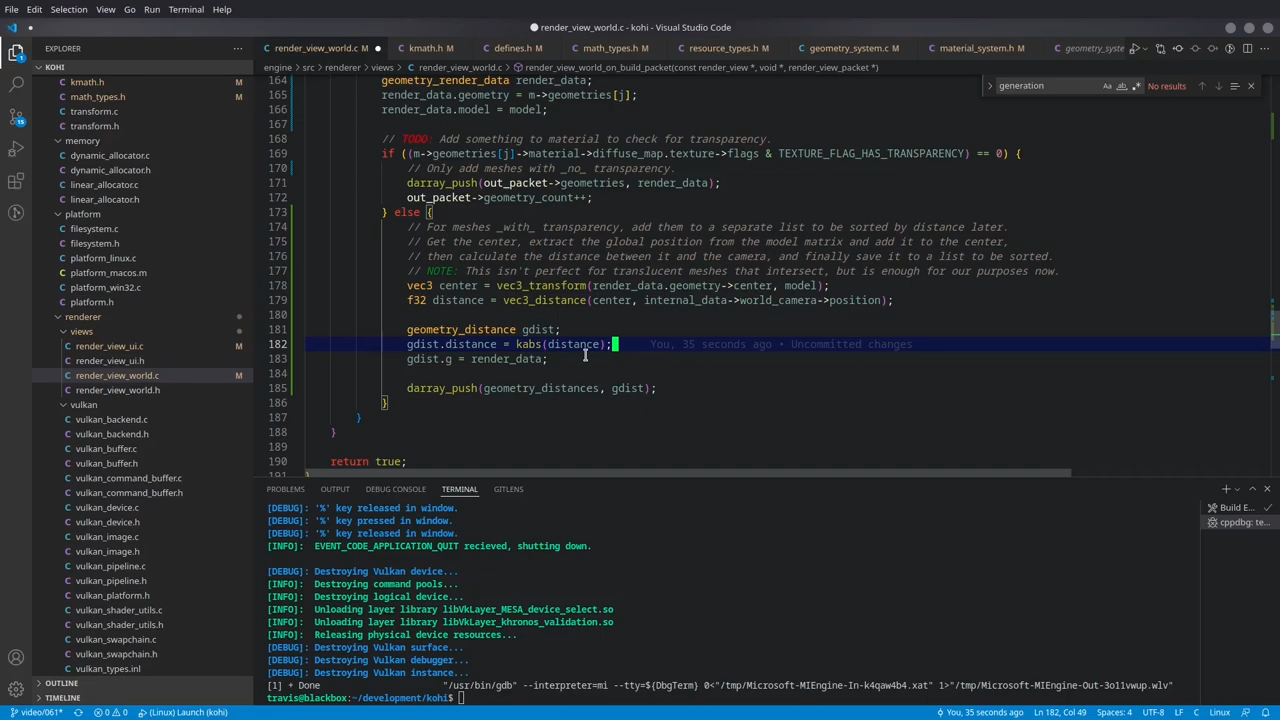 File Edit Selection View Go Run Terminal Help
render_view_world.c - kohi - Visual Studio Code
EXPLORER
render_view_world.c
kmath.h M
defines.h M
math_types.h M
resource_types.h M
geometry_system.c M
material_system.h M
geometry_syste
KOHI
engine > src > renderer > views > render_view_world.c > render_view_world_on_build_packet(const render_view *, void *, render_view_packet *)
kmath.h M
math_types.h M
transform.c
transform.h
memory
dynamic_allocator.c
dynamic_allocator.h
linear_allocator.c
linear_allocator.h
platform
filesystem.c
filesystem.h
platform_linux.c
platform_macos.m
platform_win32.c
platform.h
renderer
views
render_view_ui.c M
render_view_ui.h
render_view_world.c M
render_view_world.h
vulkan
vulkan_backend.c
vulkan_backend.h
vulkan_buffer.c
vulkan_buffer.h
vulkan_command_buffer.c
vulkan_command_buffer.h
vulkan_device.c
vulkan_device.h
vulkan_image.c
vulkan_image.h
vulkan_pipeline.c
vulkan_pipeline.h
vulkan_platform.h
vulkan_shader_utils.c
vulkan_shader_utils.h
vulkan_swapchain.c
vulkan_swapchain.h
vulkan_types.inl
OUTLINE
TIMELINE
1
15
generation Aa ab .* No results
164 geometry_render_data render_data;
165 render_data.geometry = m->geometries[j];
166 render_data.model = model;
167
168 // TODO: Add something to material to check for transparency.
169 if ((m->geometries[j]->material->diffuse_map.texture->flags & TEXTURE_FLAG_HAS_TRANSPARENCY) == 0) {
170 // Only add meshes with _no_ transparency.
171 darray_push(out_packet->geometries, render_data);
172 out_packet->geometry_count++;
173 } else {
174 // For meshes _with_ transparency, add them to a separate list to be sorted by distance later.
175 // Get the center, extract the global position from the model matrix and add it to the center,
176 // then calculate the distance between it and the camera, and finally save it to a list to be sorted.
177 // NOTE: This isn't perfect for translucent meshes that intersect, but is enough for our purposes now.
178 vec3 center = vec3_transform(render_data.geometry->center, model);
179 f32 distance = vec3_distance(center, internal_data->world_camera->position);
180
181 geometry_distance gdist;
182 gdist.distance = kabs(distance); You, 35 seconds ago • Uncommitted changes
183 gdist.g = render_data;
184
185 darray_push(geometry_distances, gdist);
186 }
187 }
188 }
189
190 return true;
191 }
PROBLEMS OUTPUT DEBUG CONSOLE TERMINAL GITLENS
[DEBUG]: '%' key released in window.
[DEBUG]: '%' key pressed in window.
[DEBUG]: '%' key released in window.
[INFO]: EVENT_CODE_APPLICATION_QUIT recieved, shutting down.
[DEBUG]: Destroying Vulkan device...
[INFO]: Destroying command pools...
[INFO]: Destroying logical device...
[INFO]: Unloading layer library libVkLayer_MESA_device_select.so
[INFO]: Unloading layer library libVkLayer_khronos_validation.so
[INFO]: Releasing physical device resources...
[DEBUG]: Destroying Vulkan surface...
[DEBUG]: Destroying Vulkan debugger...
[DEBUG]: Destroying Vulkan instance...
[1] + Done "/usr/bin/gdb" --interpreter=mi --tty=${DbgTerm} 0<"/tmp/Microsoft-MIEngine-In-k4qaw4b4.xat" 1>"/tmp/Microsoft-MIEngine-Out-3o11vwup.wlv"
travis@blackbox:~/development/kohi$
Build E...
cppdbg: te...
video/061* 0 0 (Linux) Launch (kohi) You, 35 seconds ago Ln 182, Col 49 Spaces: 4 UTF-8 LF C Linux